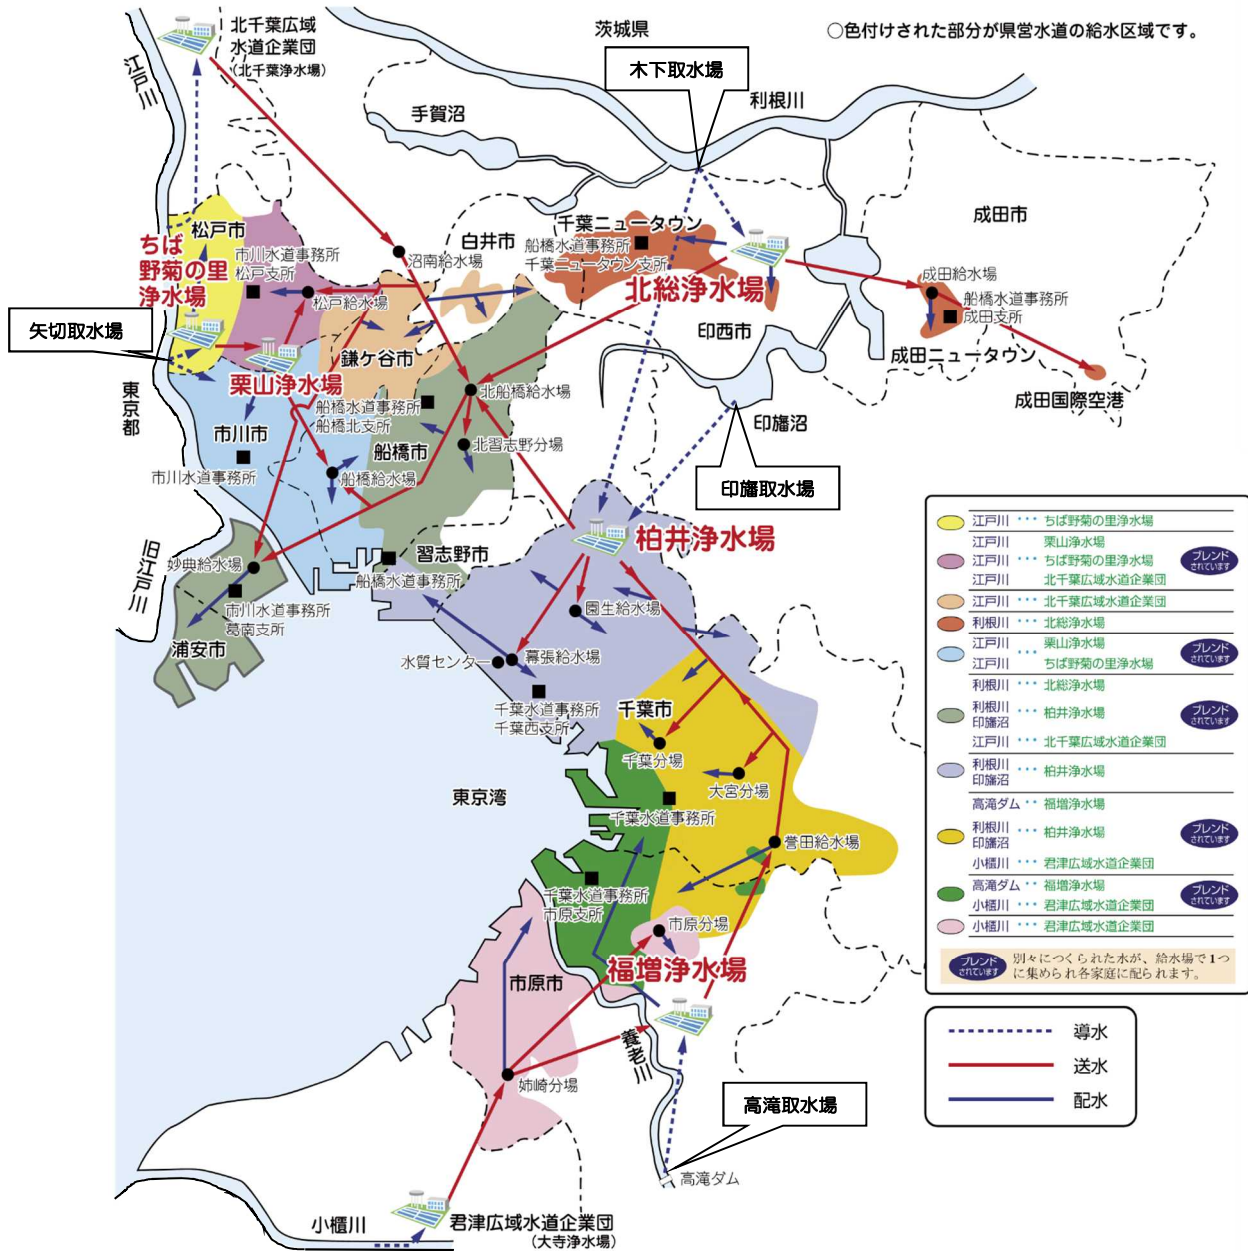 北千葉広域
水道企業団
(北千葉浄水場)
茨城県
○色付けされた部分が県営水道の給水区域です。
江戸川
木下取水場
利根川
手賀沼
成田市
松戸市
ちば
野菊の里
浄水場
市川水道事務所
松戸支所
白井市
沼南給水場
千葉ニュータウン
船橋水道事務所
千葉ニュータウン支所
北総浄水場
成田給水場
船橋水道事務所
成田支所
松戸給水場
矢切取水場
印西市
成田ニュータウン
鎌ケ谷市
栗山浄水場
東京都
船橋水道事務所
船橋北支所
北船橋給水場
成田国際空港
印旛沼
市川市
船橋市
北習志野分場
市川水道事務所
船橋給水場
印旛取水場
柏井浄水場
旧江戸川
妙典給水場
習志野市
船橋水道事務所
市川水道事務所
葛南支所
園生給水場
浦安市
水質センター
幕張給水場
千葉水道事務所
千葉西支所
千葉市
千葉分場
大宮分場
東京湾
千葉水道事務所
誉田給水場
千葉水道事務所
市原支所
市原分場
福増浄水場
市原市
養老川
姉崎分場
高滝取水場
高滝ダム
小櫃川
君津広域水道企業団
(大寺浄水場)
江戸川 ・・・ ちば野菊の里浄水場
江戸川 栗山浄水場
江戸川 ・・・ ちば野菊の里浄水場
江戸川 北千葉広域水道企業団
ブレンド
されています
江戸川 ・・・ 北千葉広域水道企業団
利根川 ・・・ 北総浄水場
江戸川 栗山浄水場
江戸川 ・・・ ちば野菊の里浄水場
ブレンド
されています
利根川 ・・・ 北総浄水場
利根川
印旛沼 ・・・ 柏井浄水場
江戸川 ・・・ 北千葉広域水道企業団
ブレンド
されています
利根川
印旛沼 ・・・ 柏井浄水場
高滝ダム ・・ 福増浄水場
利根川
印旛沼 ・・・ 柏井浄水場
小櫃川 ・・・ 君津広域水道企業団
ブレンド
されています
高滝ダム ・・ 福増浄水場
小櫃川 ・・・ 君津広域水道企業団
ブレンド
されています
小櫃川 ・・・ 君津広域水道企業団
ブレンド
されています
別々につくられた水が、給水場で1つ
に集められ各家庭に配られます。
導水
送水
配水